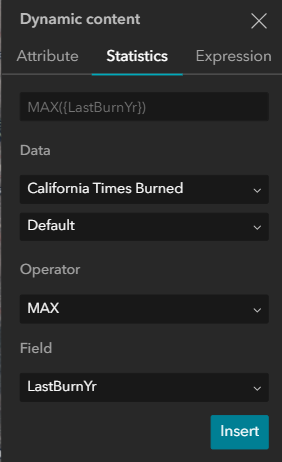 Dynamic content
Attribute Statistics Expression
MAX({LastBurnYr})
Data
California Times Burned
Default
Operator
MAX
Field
LastBurnYr
Insert